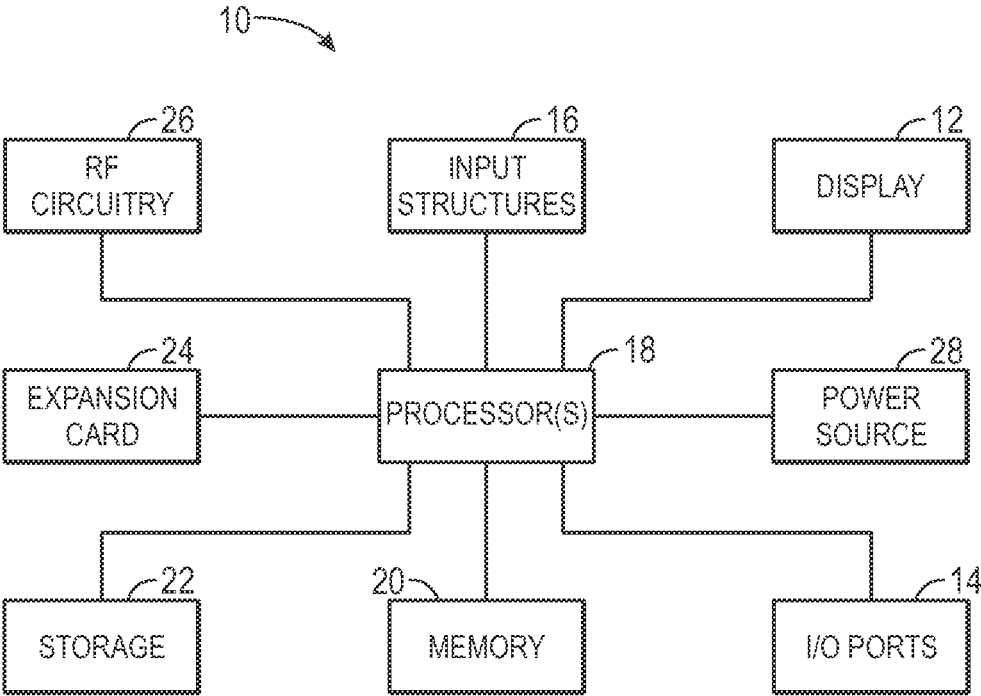 10
26
16
12
RF
CIRCUITRY
INPUT
STRUCTURES
DISPLAY
24
18
28
EXPANSION
CARD
PROCESSOR(S)
POWER
SOURCE
22
20
14
STORAGE
MEMORY
I/O PORTS